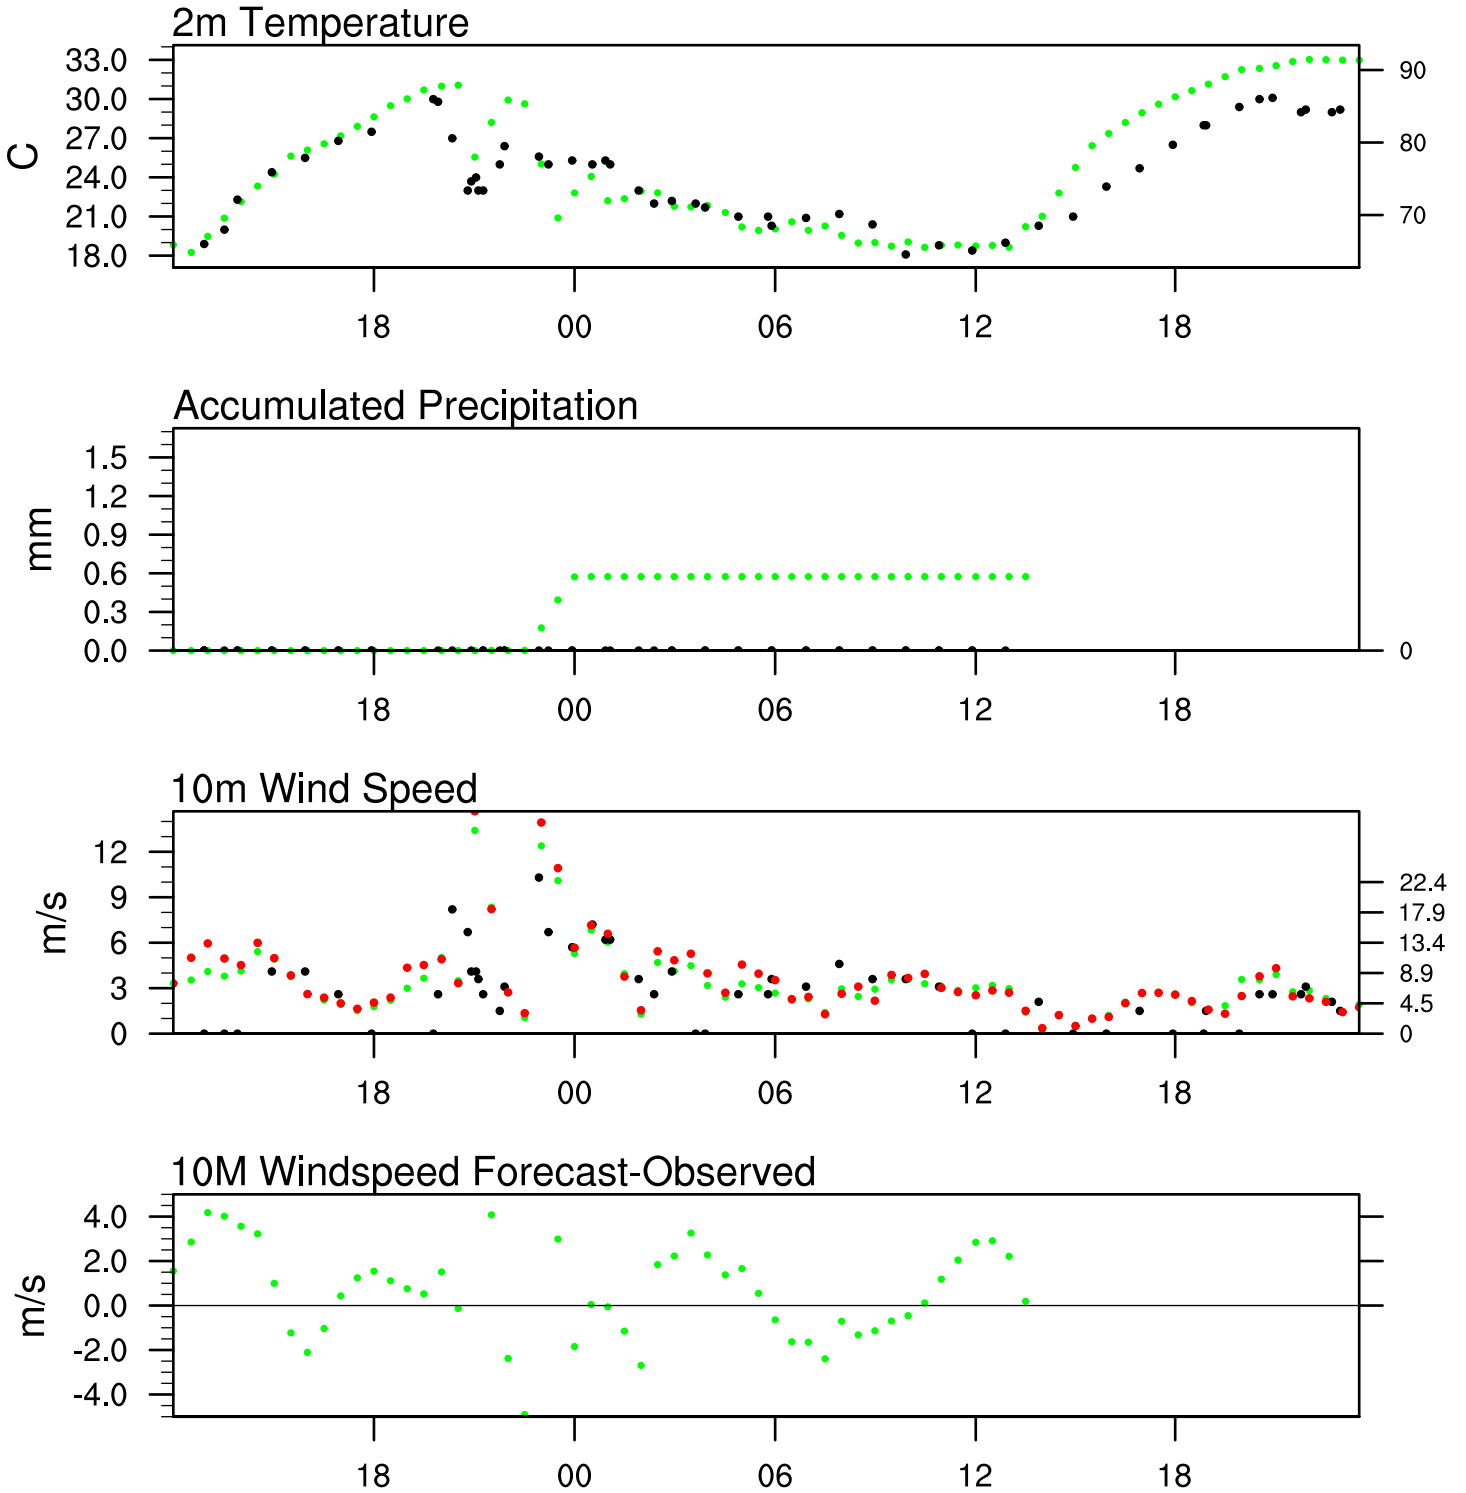 2m Temperature
33.0
30.0
27.0
24.0
21.0
18.0
C
90
80
70
18 00 06 12 18
Accumulated Precipitation
1.5
1.2
0.9
0.6
0.3
0.0
mm
0
18 00 06 12 18
10m Wind Speed
12
9
6
3
0
m/s
22.4
17.9
13.4
8.9
4.5
0
18 00 06 12 18
10M Windspeed Forecast-Observed
4.0
2.0
0.0
-2.0
-4.0
m/s
18 00 06 12 18